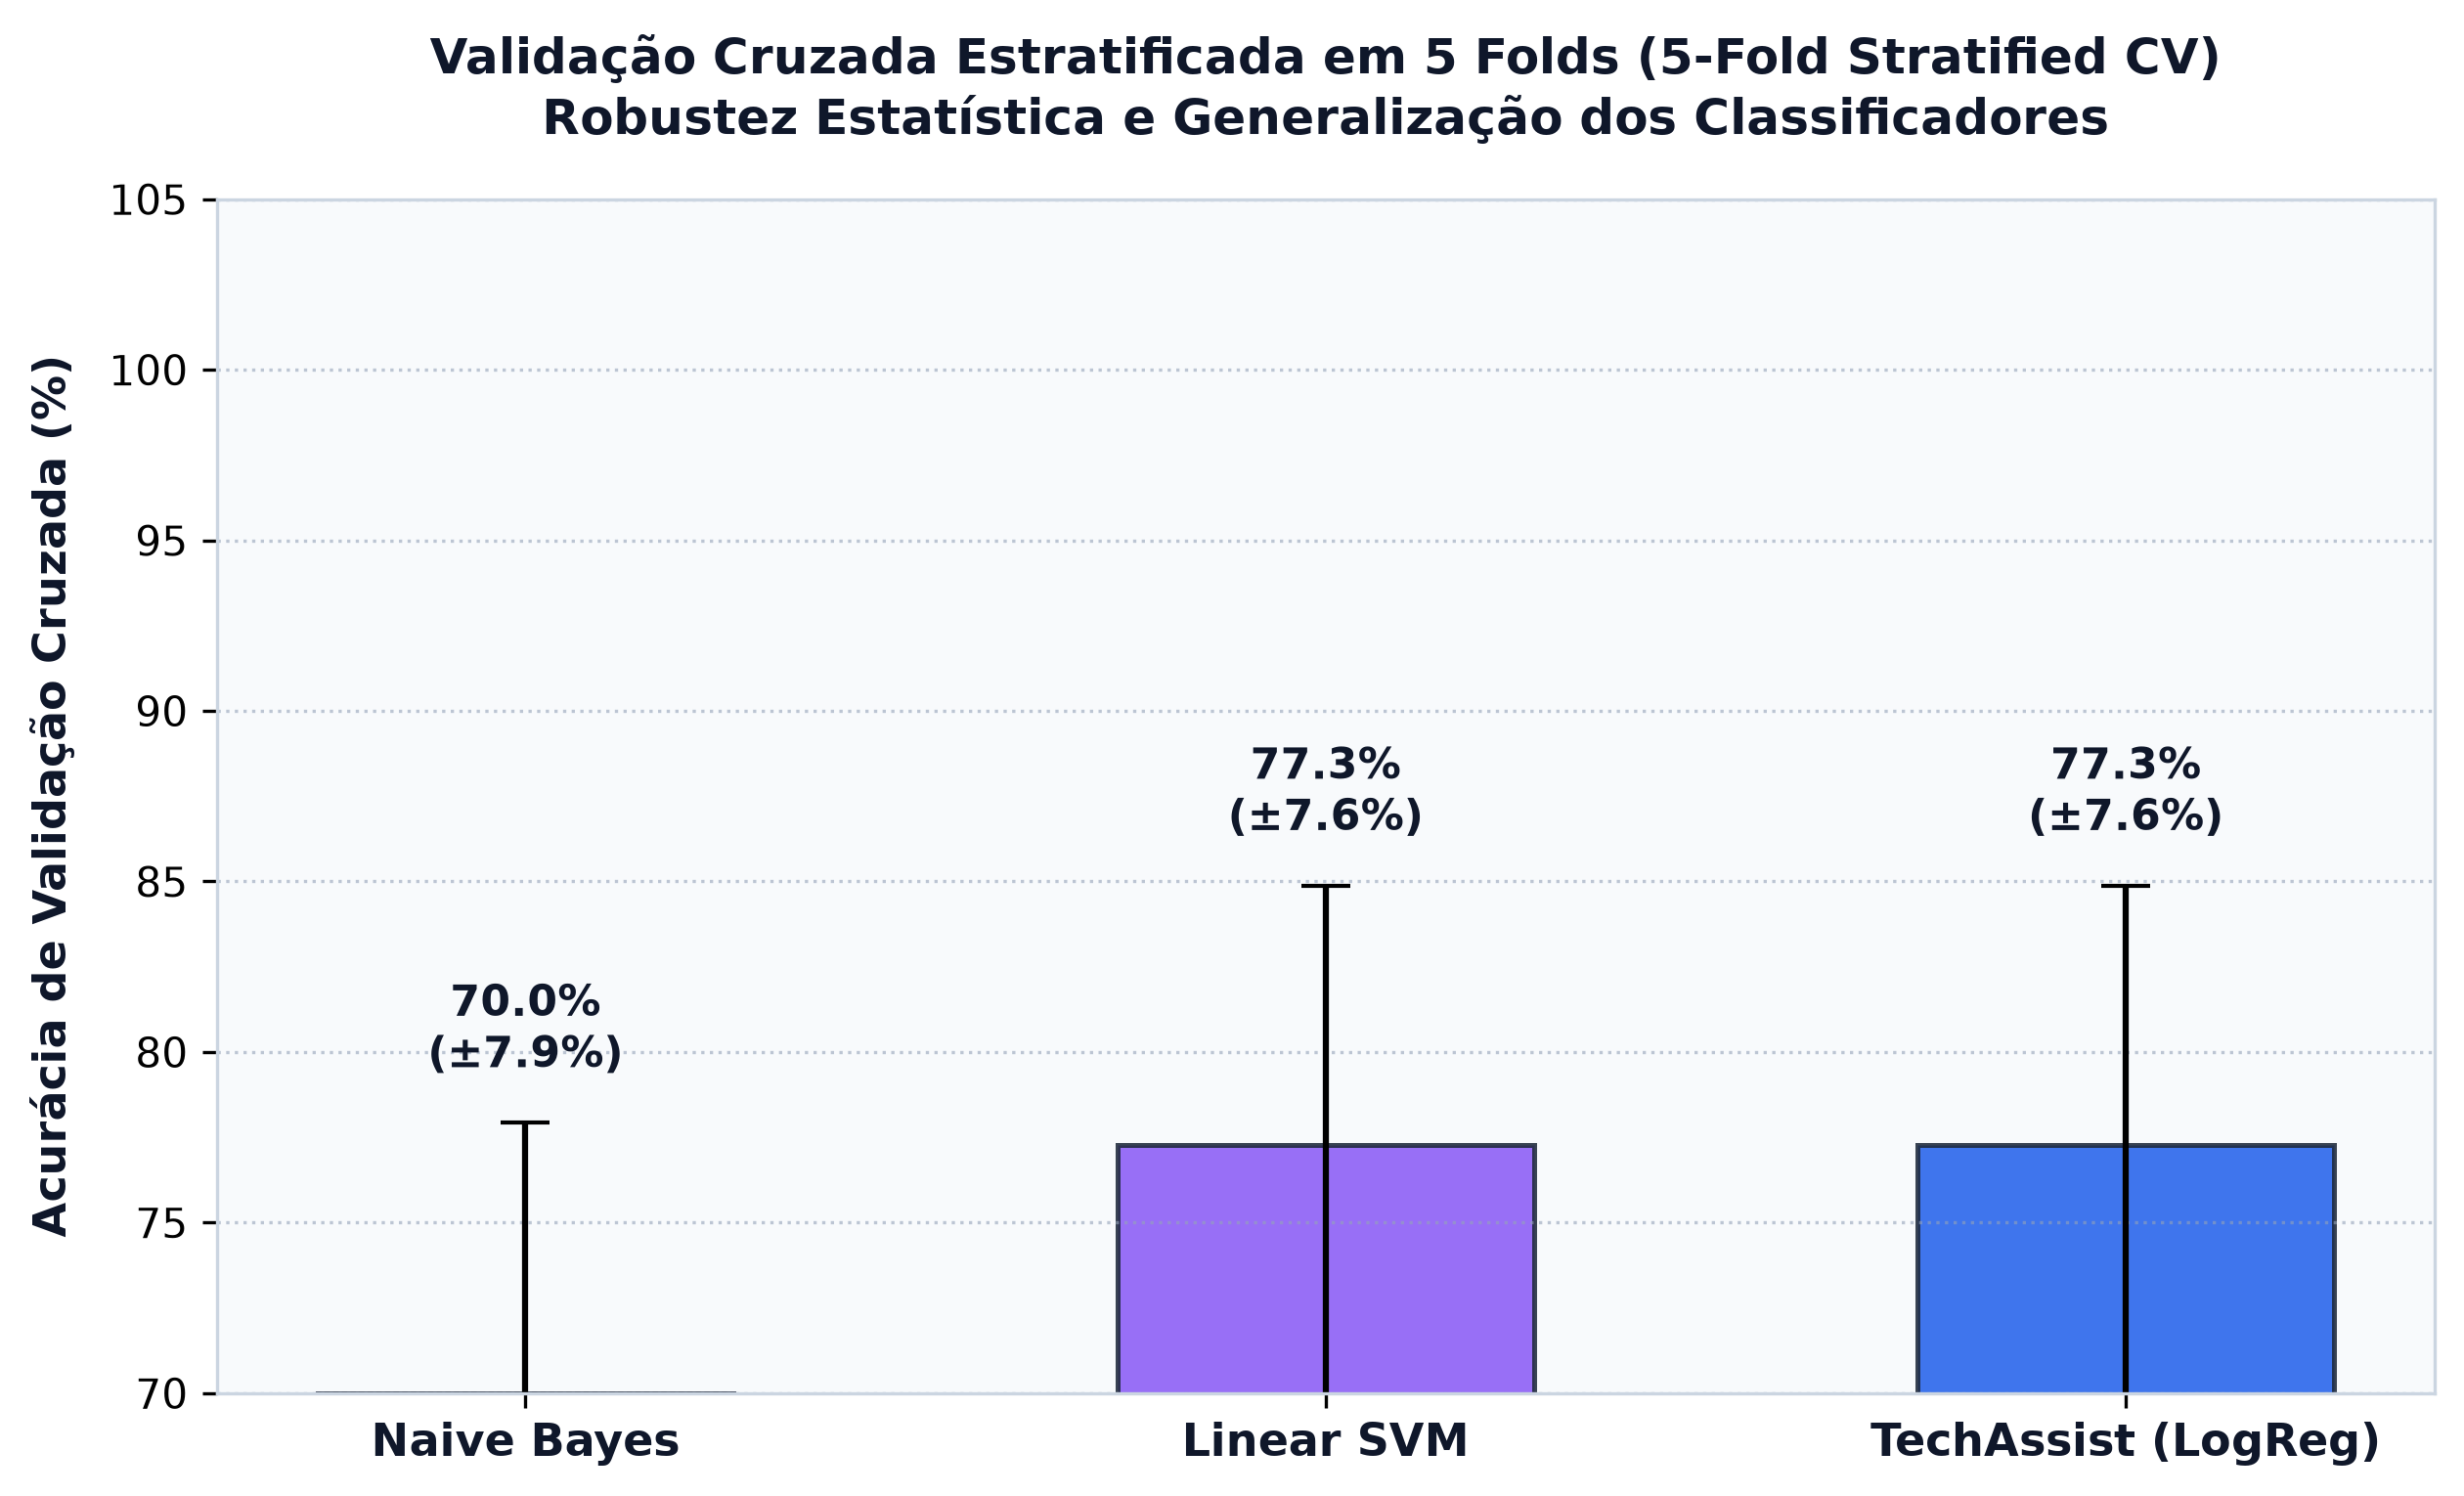 Validação Cruzada Estratificada em 5 Folds (5-Fold Stratified CV)
Robustez Estatística e Generalização dos Classificadores
Acurácia de Validação Cruzada (%)
105
100
95
90
85
80
75
70
70.0%
(±7.9%)
77.3%
(±7.6%)
77.3%
(±7.6%)
Naive Bayes
Linear SVM
TechAssist (LogReg)